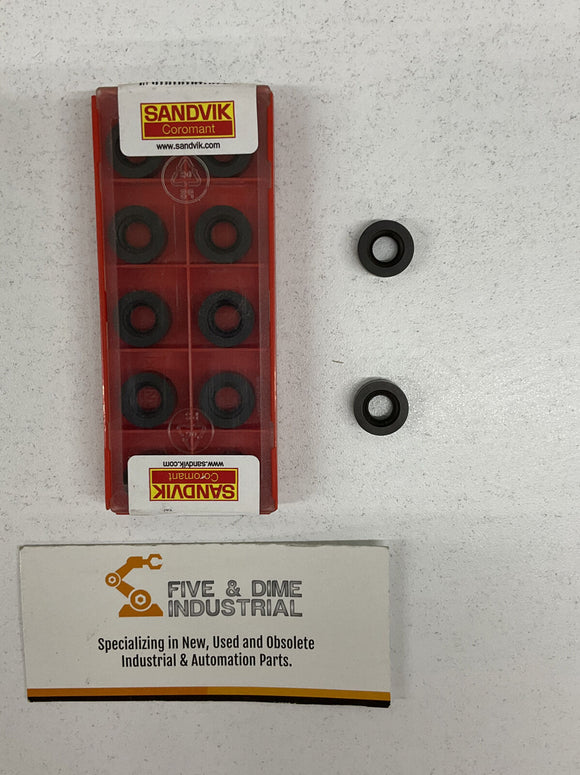 SANDVIK
Coromant
www.sandvik.com
www.sandvik.com
Coromant
SANDVIK
FIVE & DIME
INDUSTRIAL
Specializing in New, Used and Obsolete
Industrial & Automation Parts.